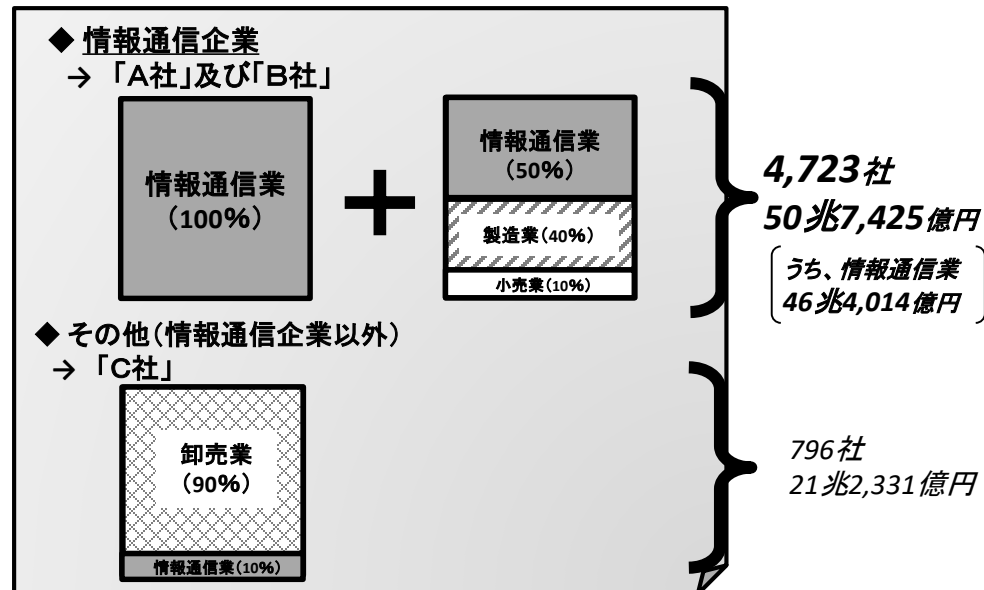 ◆ 情報通信企業
→ 「A社」及び「B社」
情報通信業
(100%)
+
情報通信業
(50%)
製造業(40%)
小売業(10%)
4,723社
50兆7,425億円
うち、情報通信業
46兆4,014億円
◆ その他(情報通信企業以外)
→ 「C社」
卸売業
(90%)
情報通信業(10%)
796社
21兆2,331億円